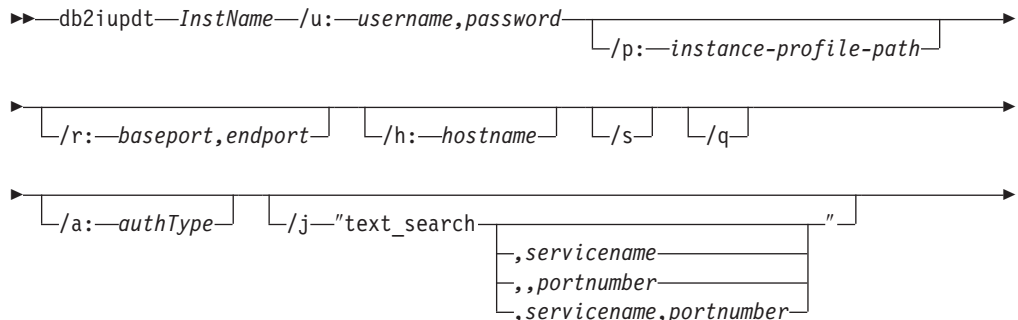 db2iupdt InstName /u: username,password
/p: instance-profile-path
/r: baseport,endport /h: hostname /s /q
/a: authType /j "text_search "
,servicename
,,portnumber
,servicename,portnumber